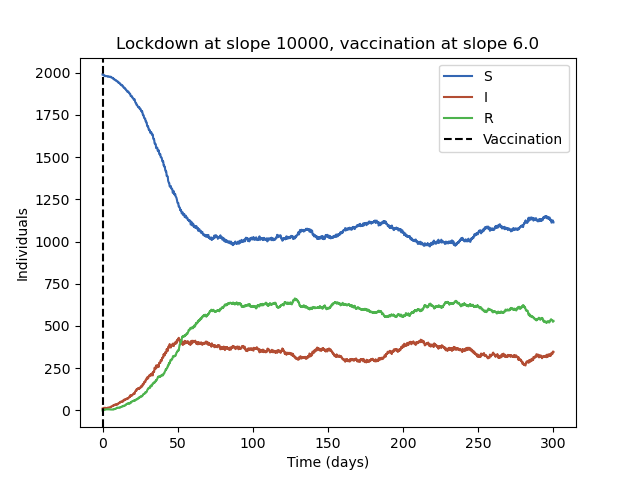 Lockdown at slope 10000, vaccination at slope 6.0
S
I
R
Vaccination
2000
1750
1500
1250
1000
750
500
250
0
Individuals
0 50 100 150 200 250 300
Time (days)